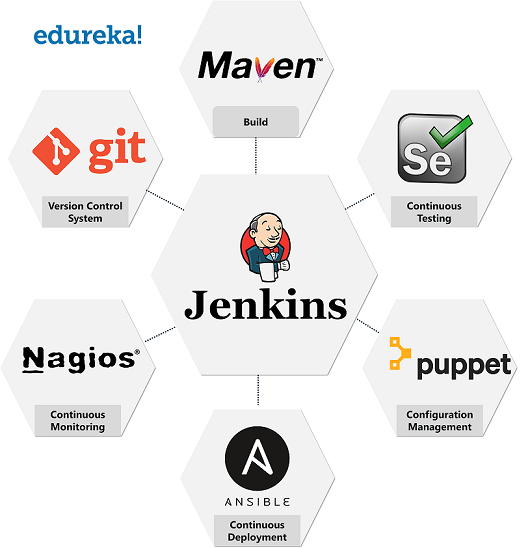 edureka!
Maven™
Build
git
Version Control
System
Se
Continuous
Testing
Jenkins
Nagios®
Continuous
Monitoring
puppet
Configuration
Management
ANSIBLE
Continuous
Deployment